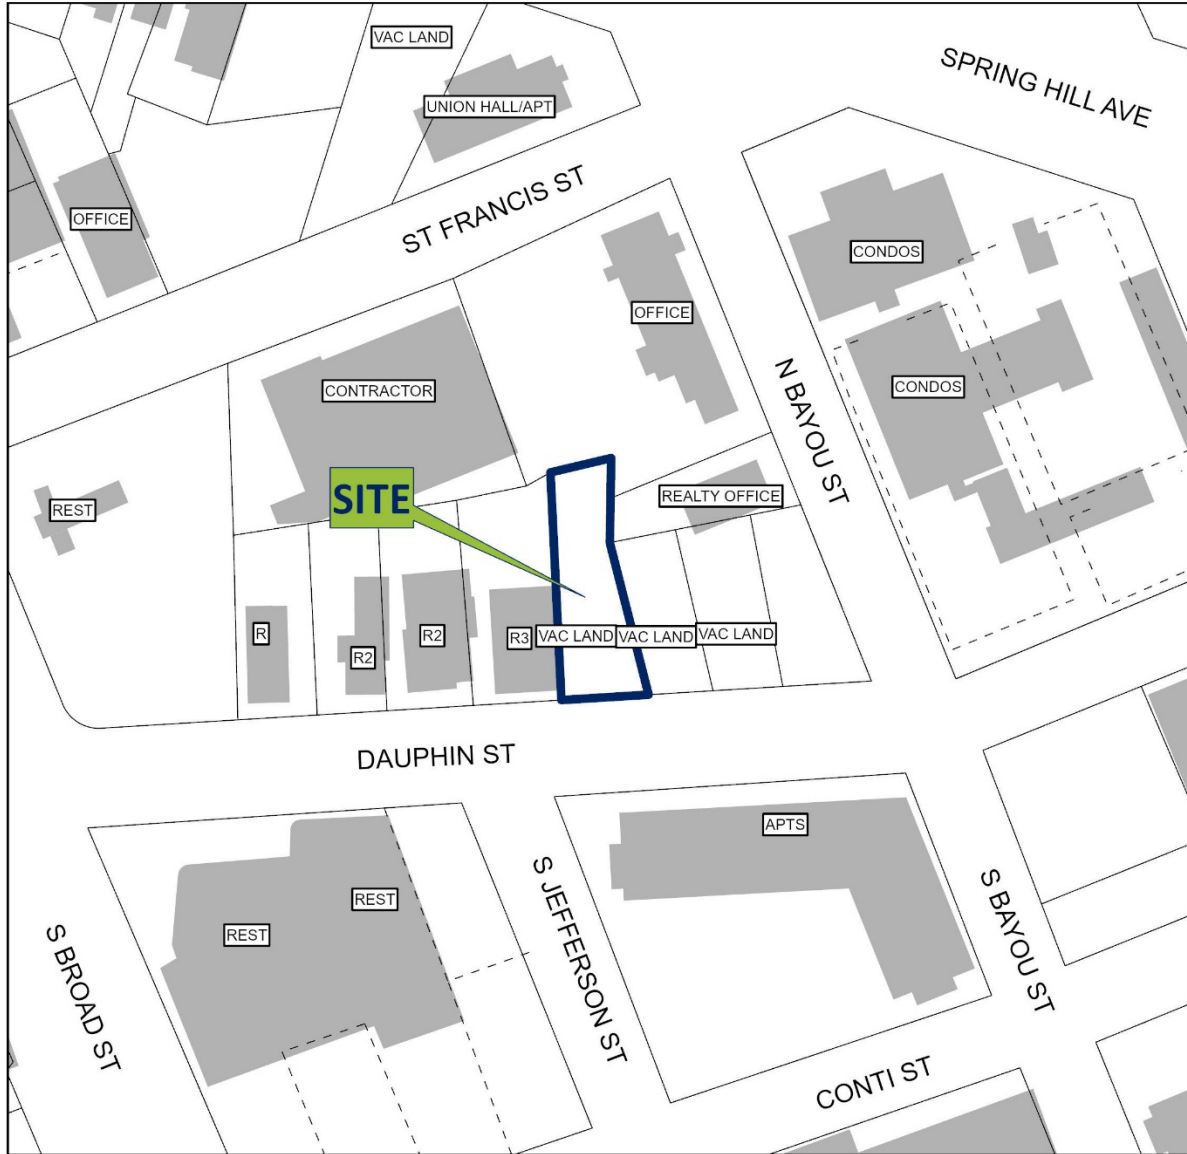 VAC LAND
SPRING HILL AVE
UNION HALL/APT
OFFICE
ST FRANCIS ST
CONDOS
OFFICE
CONTRACTOR
CONDOS
N BAYOU ST
SITE
REST
REALTY OFFICE
R
R2
R2
R3
VAC LAND
VAC LAND
VAC LAND
DAUPHIN ST
APTS
REST
REST
S JEFFERSON ST
S BAYOU ST
S BROAD ST
CONTI ST